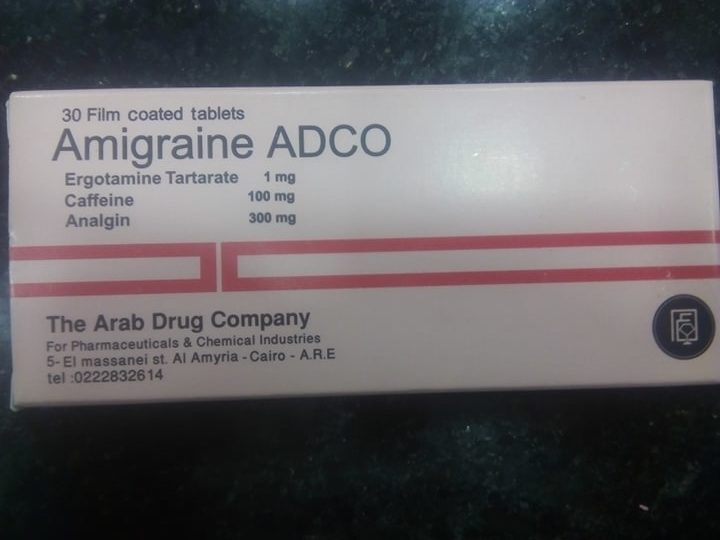 30 Film coated tablets
Amigraine ADCO
Ergotamine Tartarate 1 mg
Caffeine 100 mg
Analgin 300 mg
The Arab Drug Company
For Pharmaceuticals & Chemical Industries
5- El massanei st. Al Amyria - Cairo - A.R.E
tel :0222832614